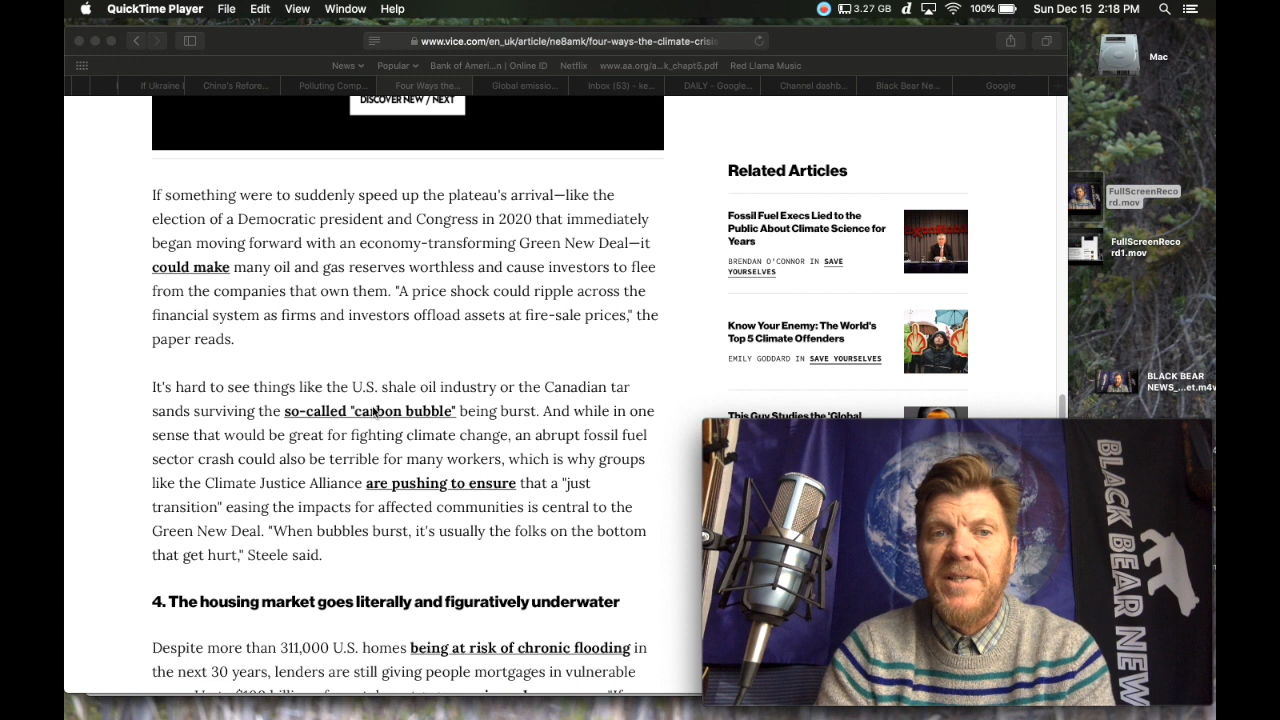 QuickTime Player File Edit View Window Help 3.27 GB 100% Sun Dec 15 2:18 PM
www.vice.com/en_uk/article/ne8amk/four-ways-the-climate-crisis
News Popular Bank of Ameri...n | Online ID Netflix www.aa.org/a...k_chapt5.pdf Red Llama Music
If Ukraine I China's Refore... Polluting Comp... Four Ways the... Global emissio... Inbox (53) - ke... DAILY - Google... Channel dashb... Black Bear Ne... Google
DISCOVER NEW / NEXT
If something were to suddenly speed up the plateau's arrival—like the
election of a Democratic president and Congress in 2020 that immediately
began moving forward with an economy-transforming Green New Deal—it
could make many oil and gas reserves worthless and cause investors to flee
from the companies that own them. "A price shock could ripple across the
financial system as firms and investors offload assets at fire-sale prices," the
paper reads.
It's hard to see things like the U.S. shale oil industry or the Canadian tar
sands surviving the so-called "carbon bubble" being burst. And while in one
sense that would be great for fighting climate change, an abrupt fossil fuel
sector crash could also be terrible for many workers, which is why groups
like the Climate Justice Alliance are pushing to ensure that a "just
transition" easing the impacts for affected communities is central to the
Green New Deal. "When bubbles burst, it's usually the folks on the bottom
that get hurt," Steele said.
4. The housing market goes literally and figuratively underwater
Despite more than 311,000 U.S. homes being at risk of chronic flooding in
the next 30 years, lenders are still giving people mortgages in vulnerable
Related Articles
Fossil Fuel Execs Lied to the
Public About Climate Science for
Years
BRENDAN O'CONNOR IN SAVE
YOURSELVES
Know Your Enemy: The World's
Top 5 Climate Offenders
EMILY GODDARD IN SAVE YOURSELVES
This Guy Studies the 'Global
Mac
FullScreenReco
rd.mov
FullScreenReco
rd1.mov
BLACK BEAR
NEWS_...et.m4v
BLACK BEAR NEW